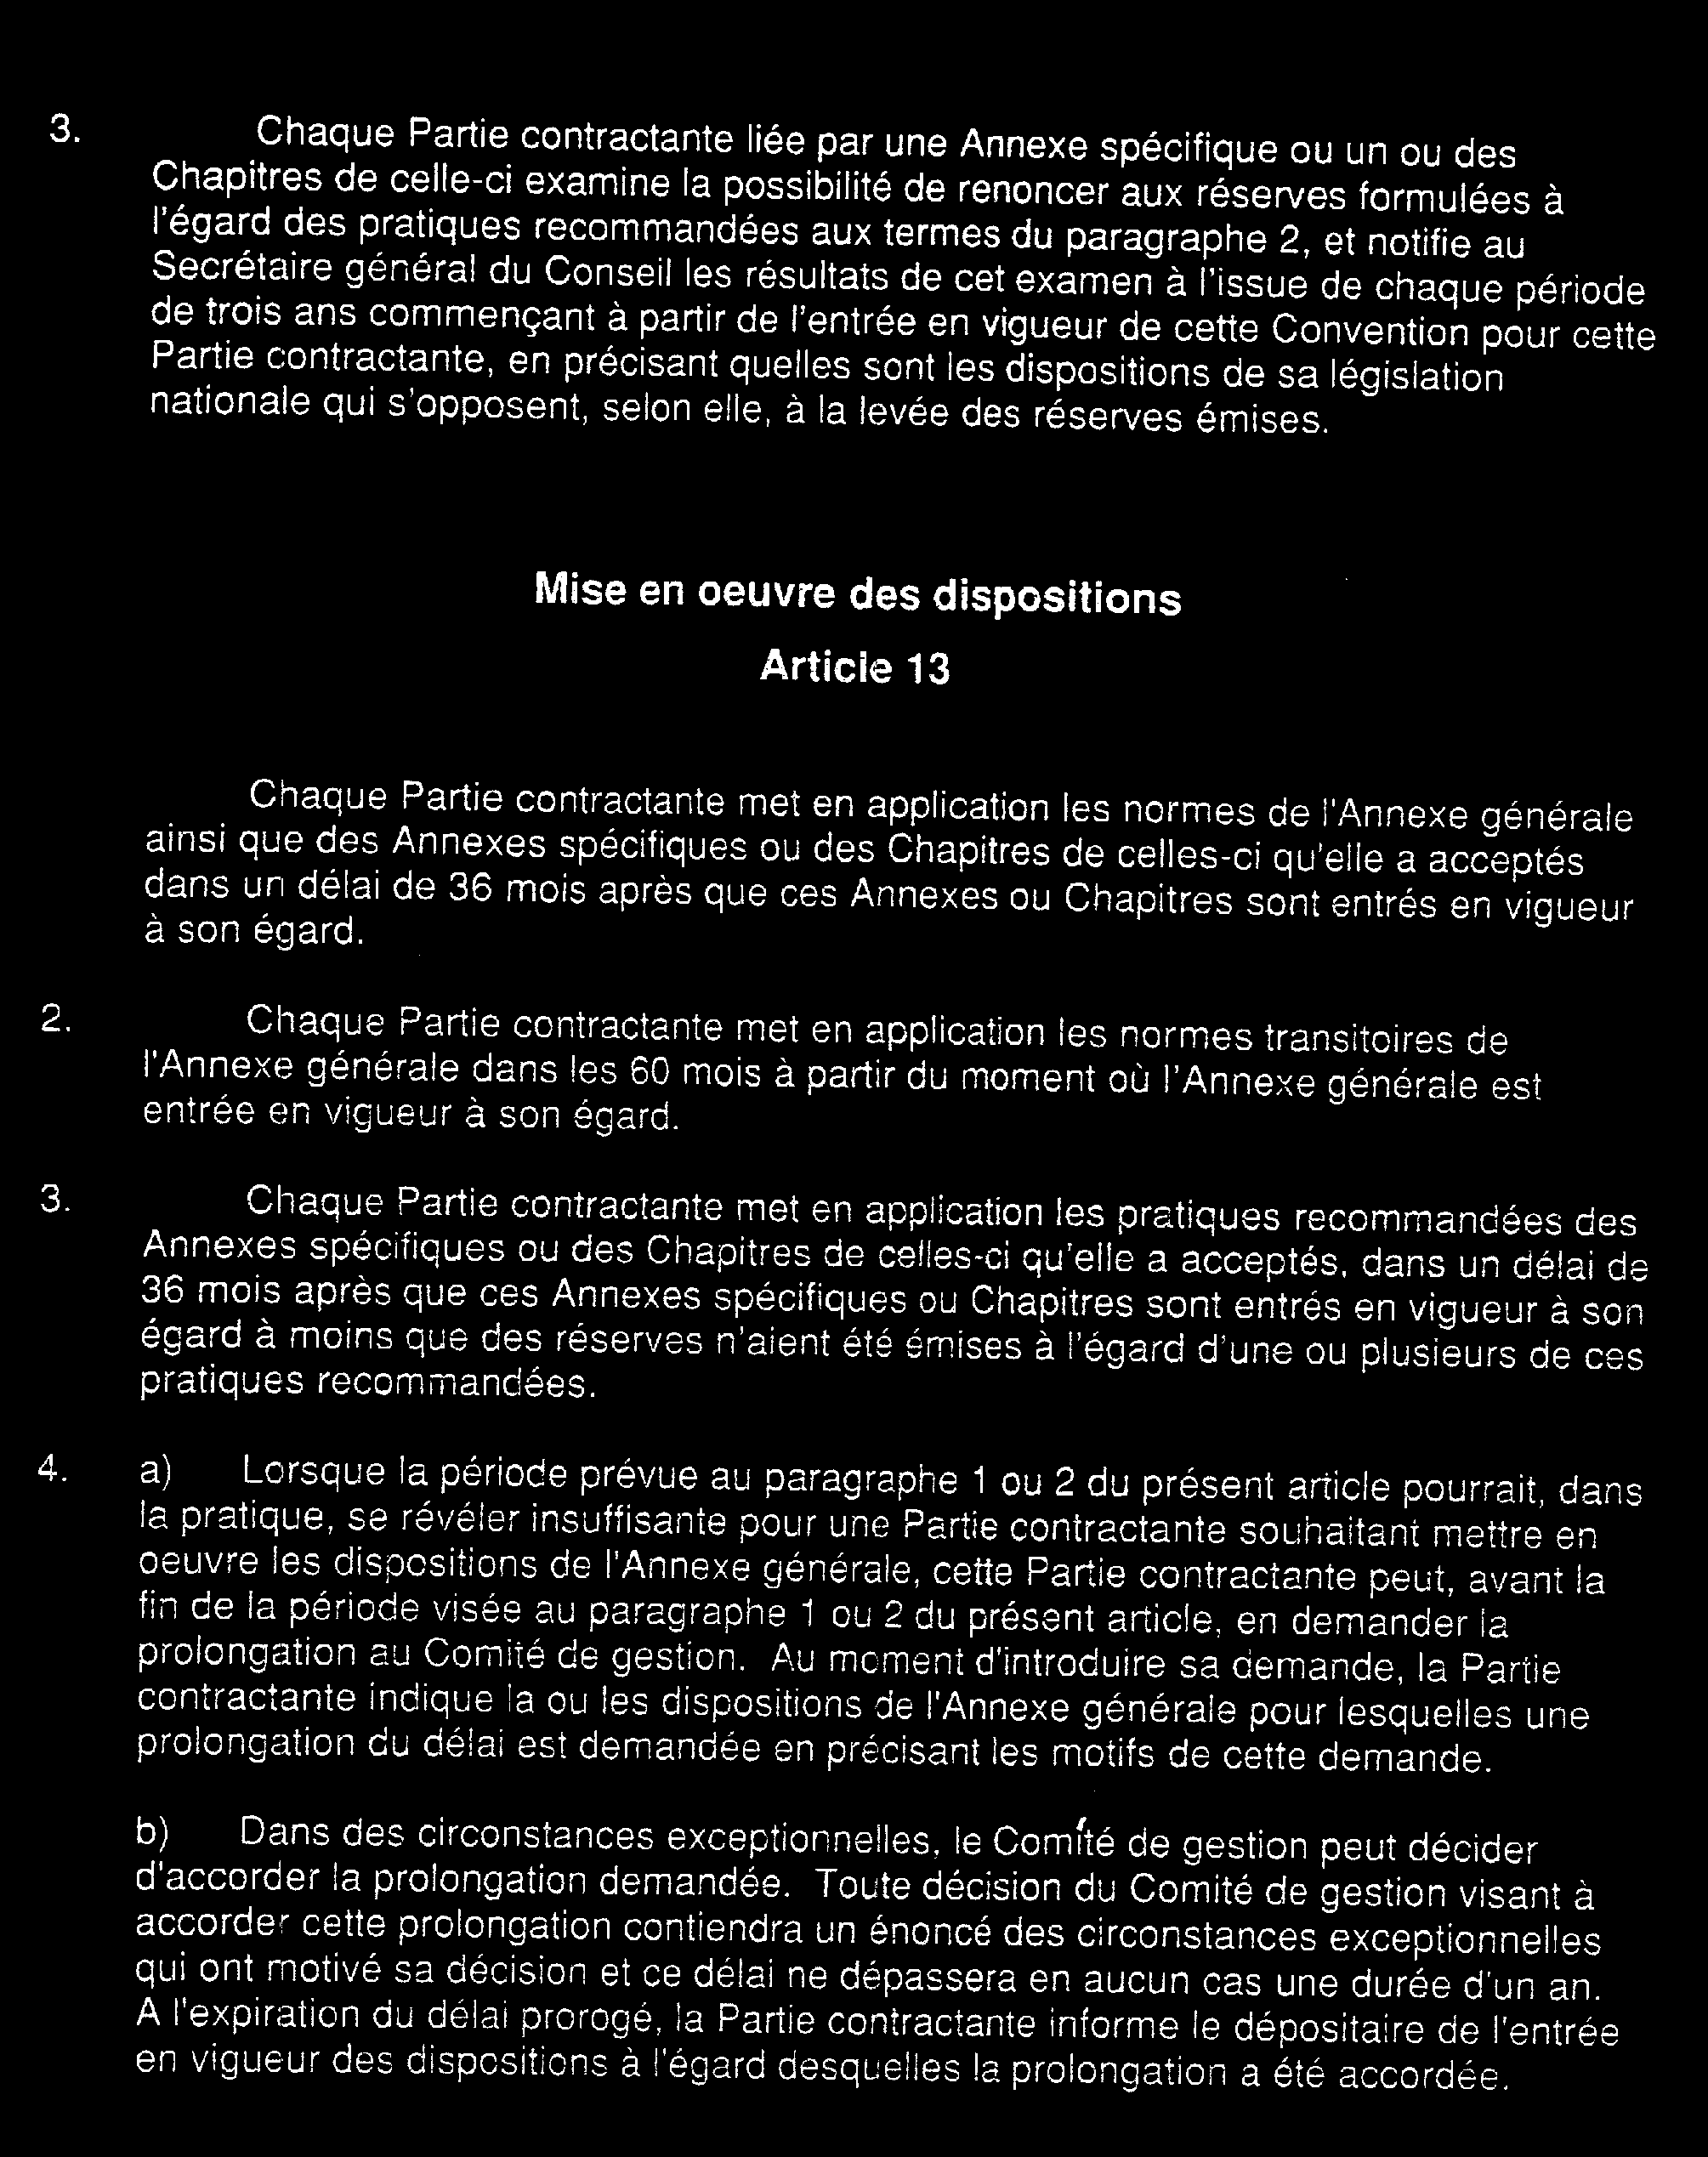 3. Chaque Partie contractante liée par une Annexe spécifique ou un ou des
Chapitres de celle-ci examine la possibilité de renoncer aux réserves formulées à
l'égard des pratiques recommandées aux termes du paragraphe 2, et notifie au
Secrétaire général du Conseil les résultats de cet examen à l'issue de chaque période
de trois ans commençant à partir de l'entrée en vigueur de cette Convention pour cette
Partie contractante, en précisant quelles sont les dispositions de sa législation
nationale qui s'opposent, selon elle, à la levée des réserves émises.
Mise en oeuvre des dispositions
Article 13
Chaque Partie contractante met en application les normes de l'Annexe générale
ainsi que des Annexes spécifiques ou des Chapitres de celles-ci qu'elle a acceptés
dans un délai de 36 mois après que ces Annexes ou Chapitres sont entrés en vigueur
à son égard.
2. Chaque Partie contractante met en application les normes transitoires de
l'Annexe générale dans les 60 mois à partir du moment où l'Annexe générale est
entrée en vigueur à son égard.
3. Chaque Partie contractante met en application les pratiques recommandées des
Annexes spécifiques ou des Chapitres de celles-ci qu'elle a acceptés, dans un délai de
36 mois après que ces Annexes spécifiques ou Chapitres sont entrés en vigueur à son
égard à moins que des réserves n'aient été émises à l'égard d'une ou plusieurs de ces
pratiques recommandées.
4. a) Lorsque la période prévue au paragraphe 1 ou 2 du présent article pourrait, dans
la pratique, se révéler insuffisante pour une Partie contractante souhaitant mettre en
oeuvre les dispositions de l'Annexe générale, cette Partie contractante peut, avant la
fin de la période visée au paragraphe 1 ou 2 du présent article, en demander la
prolongation au Comité de gestion. Au moment d'introduire sa demande, la Partie
contractante indique la ou les dispositions de l'Annexe générale pour lesquelles une
prolongation du délai est demandée en précisant les motifs de cette demande.
b) Dans des circonstances exceptionnelles, le Comité de gestion peut décider
d'accorder la prolongation demandée. Toute décision du Comité de gestion visant à
accorder cette prolongation contiendra un énoncé des circonstances exceptionnelles
qui ont motivé sa décision et ce délai ne dépassera en aucun cas une durée d'un an.
A l'expiration du délai prorogé, la Partie contractante informe le dépositaire de l'entrée
en vigueur des dispositions à l'égard desquelles la prolongation a été accordée.